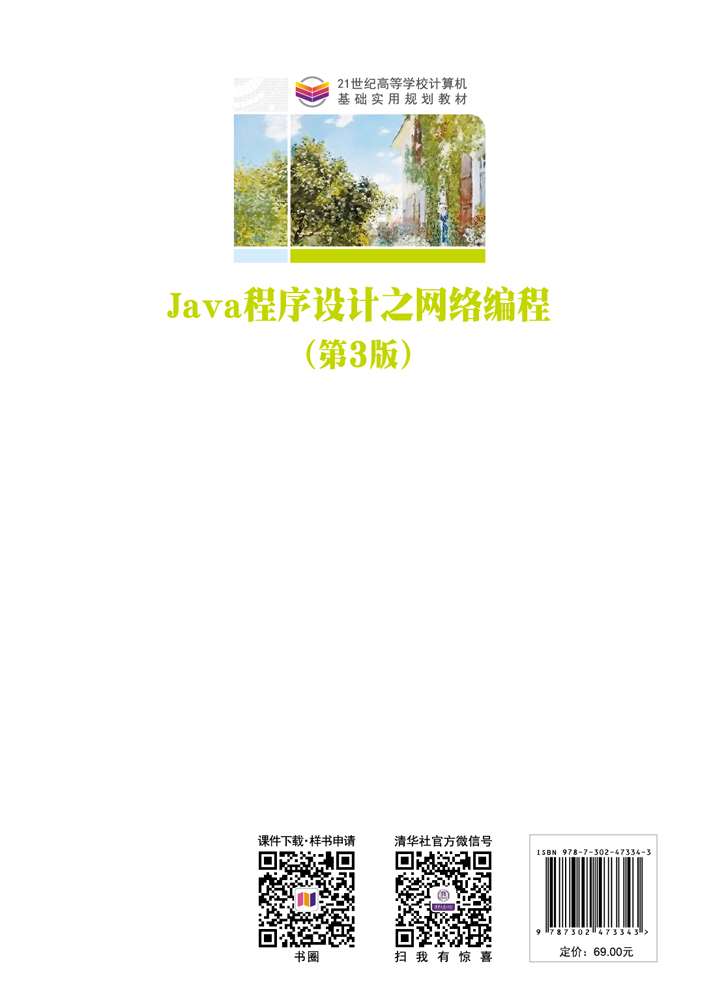 21世纪高等学校计算机
基础实用规划教材
Java程序设计之网络编程
（第3版）
课件下载·样书申请
书圈
清华社官方微信号
扫我有惊喜
ISBN 978-7-302-47334-3
9 787302 473343 >
定价：69.00元